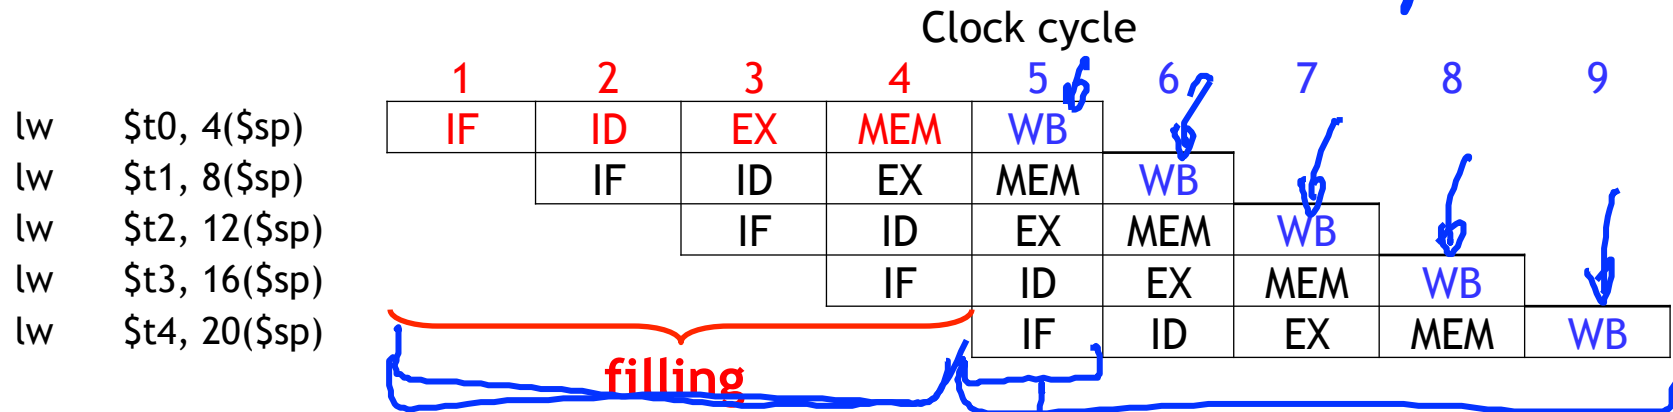 Clock cycle
1 2 3 4 5 6 7 8 9
lw $t0, 4($sp) IF ID EX MEM WB
lw $t1, 8($sp) IF ID EX MEM WB
lw $t2, 12($sp) IF ID EX MEM WB
lw $t3, 16($sp) IF ID EX MEM WB
lw $t4, 20($sp) IF ID EX MEM WB
filling